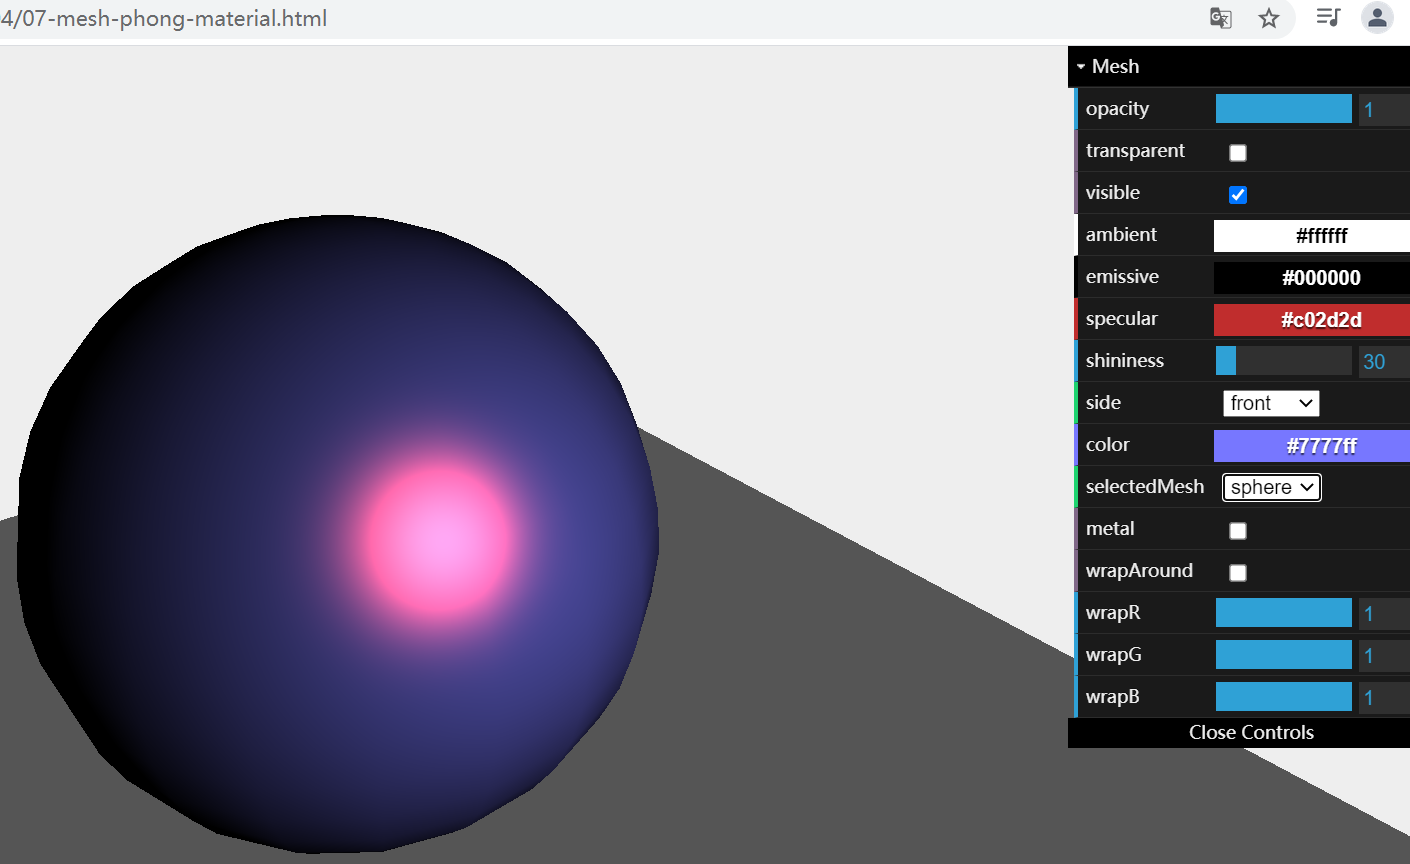 4/07-mesh-phong-material.html
Mesh
opacity 1
transparent
visible
ambient #ffffff
emissive #000000
specular #c02d2d
shininess 30
side front
color #7777ff
selectedMesh sphere
metal
wrapAround
wrapR 1
wrapG 1
wrapB 1
Close Controls